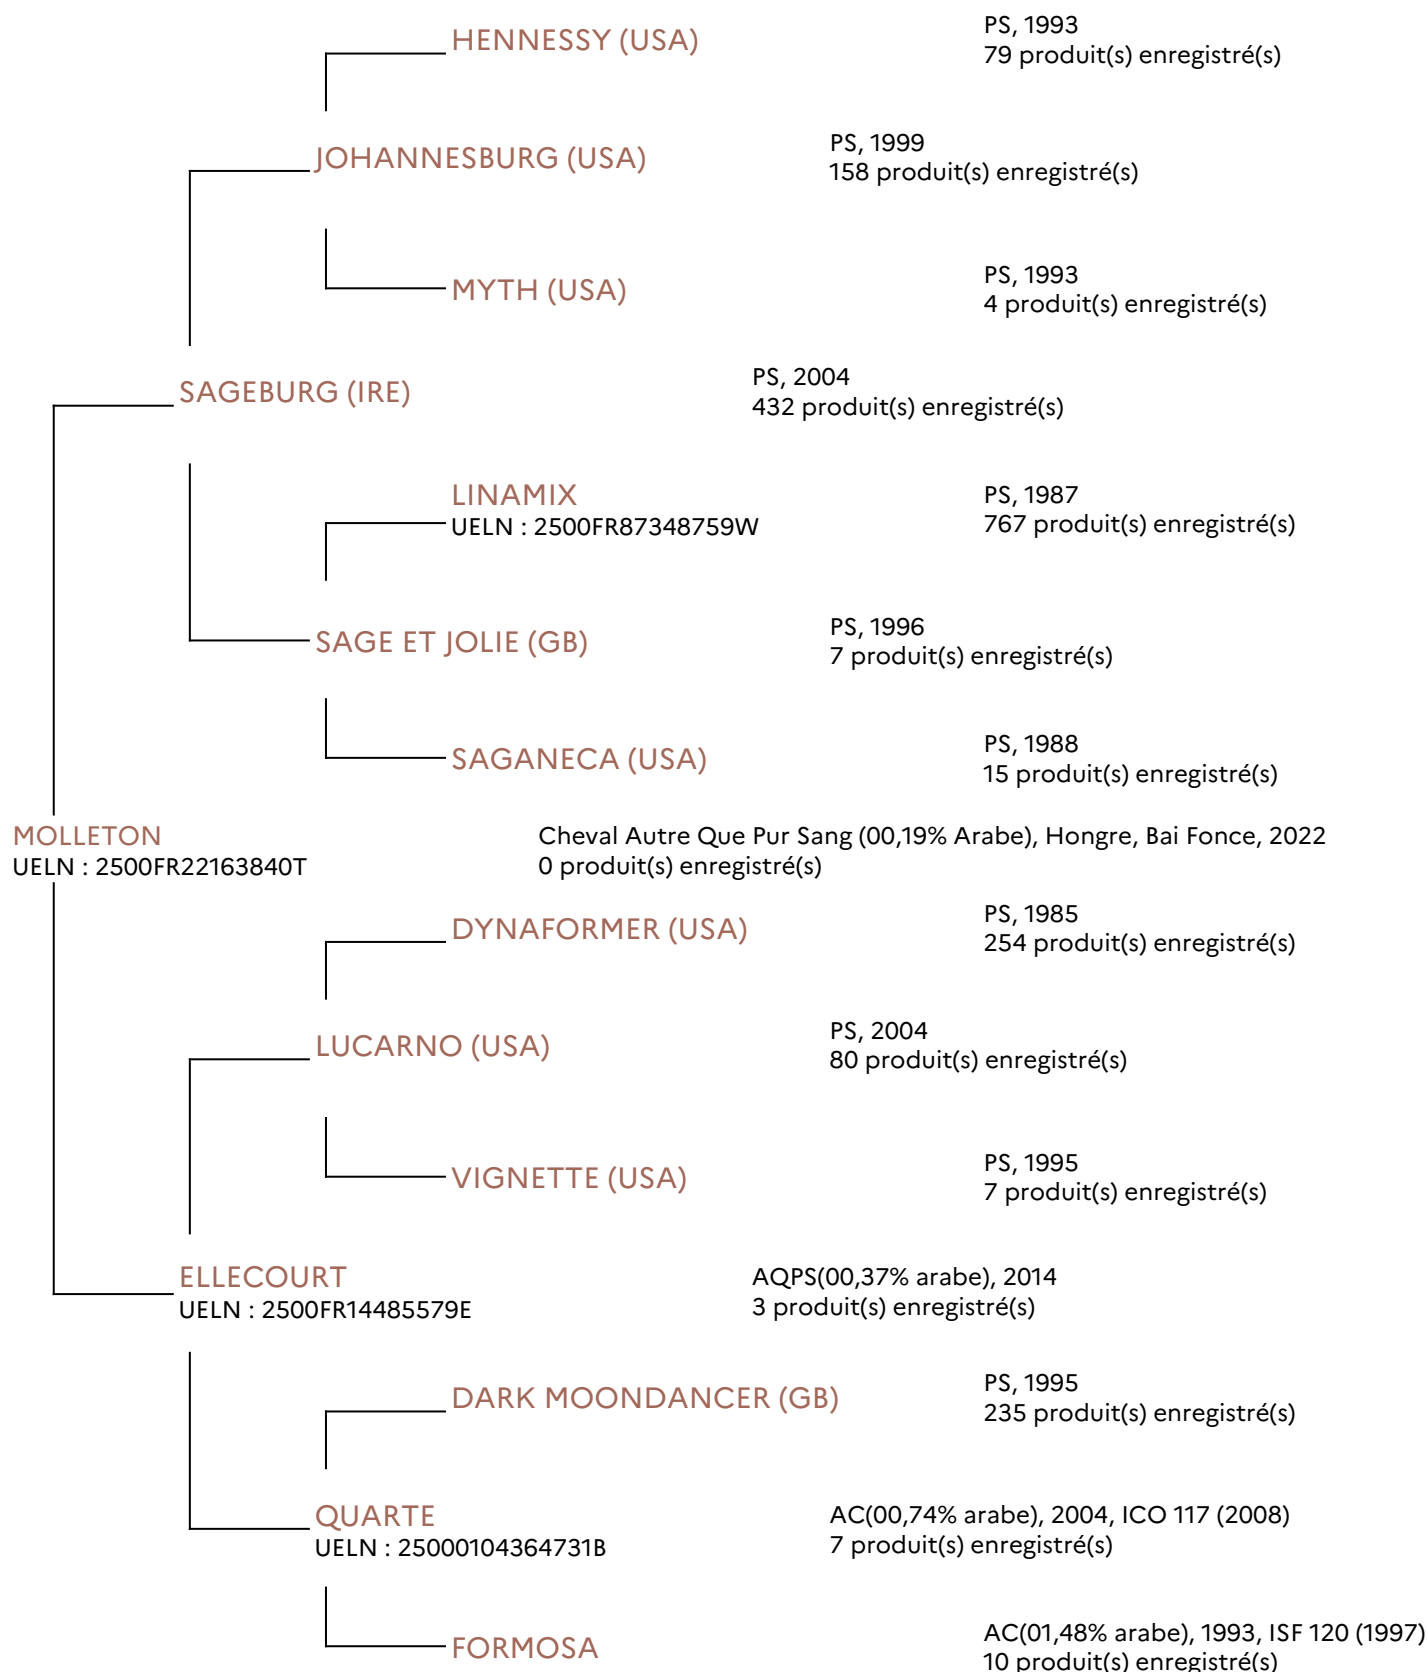 HENNESSY (USA)
PS, 1993
79 produit(s) enregistré(s)
JOHANNESBURG (USA)
PS, 1999
158 produit(s) enregistré(s)
MYTH (USA)
PS, 1993
4 produit(s) enregistré(s)
SAGEBURG (IRE)
PS, 2004
432 produit(s) enregistré(s)
LINAMIX
UELN : 2500FR87348759W
PS, 1987
767 produit(s) enregistré(s)
SAGE ET JOLIE (GB)
PS, 1996
7 produit(s) enregistré(s)
SAGANECA (USA)
PS, 1988
15 produit(s) enregistré(s)
MOLLETON
UELN : 2500FR22163840T
Cheval Autre Que Pur Sang (00,19% Arabe), Hongre, Bai Fonce, 2022
0 produit(s) enregistré(s)
DYNAFORMER (USA)
PS, 1985
254 produit(s) enregistré(s)
LUCARNO (USA)
PS, 2004
80 produit(s) enregistré(s)
VIGNETTE (USA)
PS, 1995
7 produit(s) enregistré(s)
ELLECOURT
UELN : 2500FR14485579E
AQPS(00,37% arabe), 2014
3 produit(s) enregistré(s)
DARK MOONDANCER (GB)
PS, 1995
235 produit(s) enregistré(s)
QUARTE
UELN : 25000104364731B
AC(00,74% arabe), 2004, ICO 117 (2008)
7 produit(s) enregistré(s)
FORMOSA
AC(01,48% arabe), 1993, ISF 120 (1997)
10 produit(s) enregistré(s)